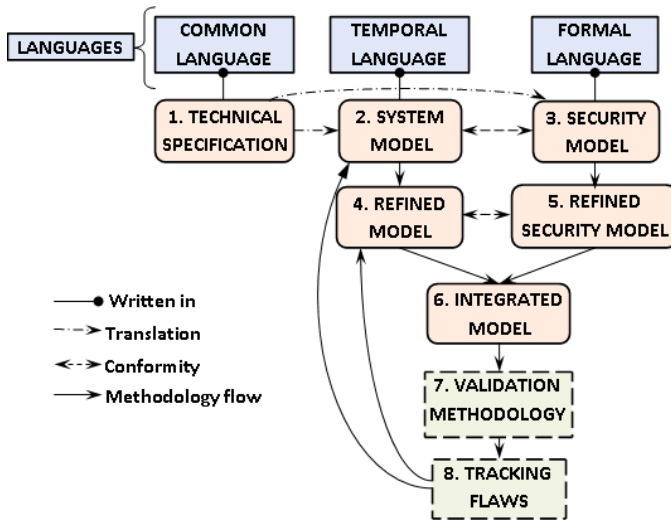 LANGUAGES
COMMON
LANGUAGE
TEMPORAL
LANGUAGE
FORMAL
LANGUAGE
1. TECHNICAL
SPECIFICATION
2. SYSTEM
MODEL
3. SECURITY
MODEL
4. REFINED
MODEL
5. REFINED
SECURITY MODEL
6. INTEGRATED
MODEL
Written in
Translation
Conformity
Methodology flow
7. VALIDATION
METHODOLOGY
8. TRACKING
FLAWS